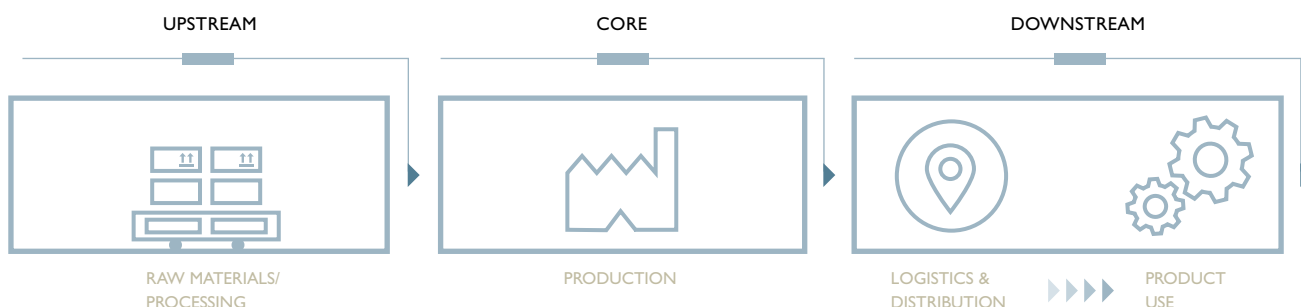 UPSTREAM
CORE
DOWNSTREAM
RAW MATERIALS/
PROCESSING
PRODUCTION
LOGISTICS &
DISTRIBUTION
PRODUCT
USE